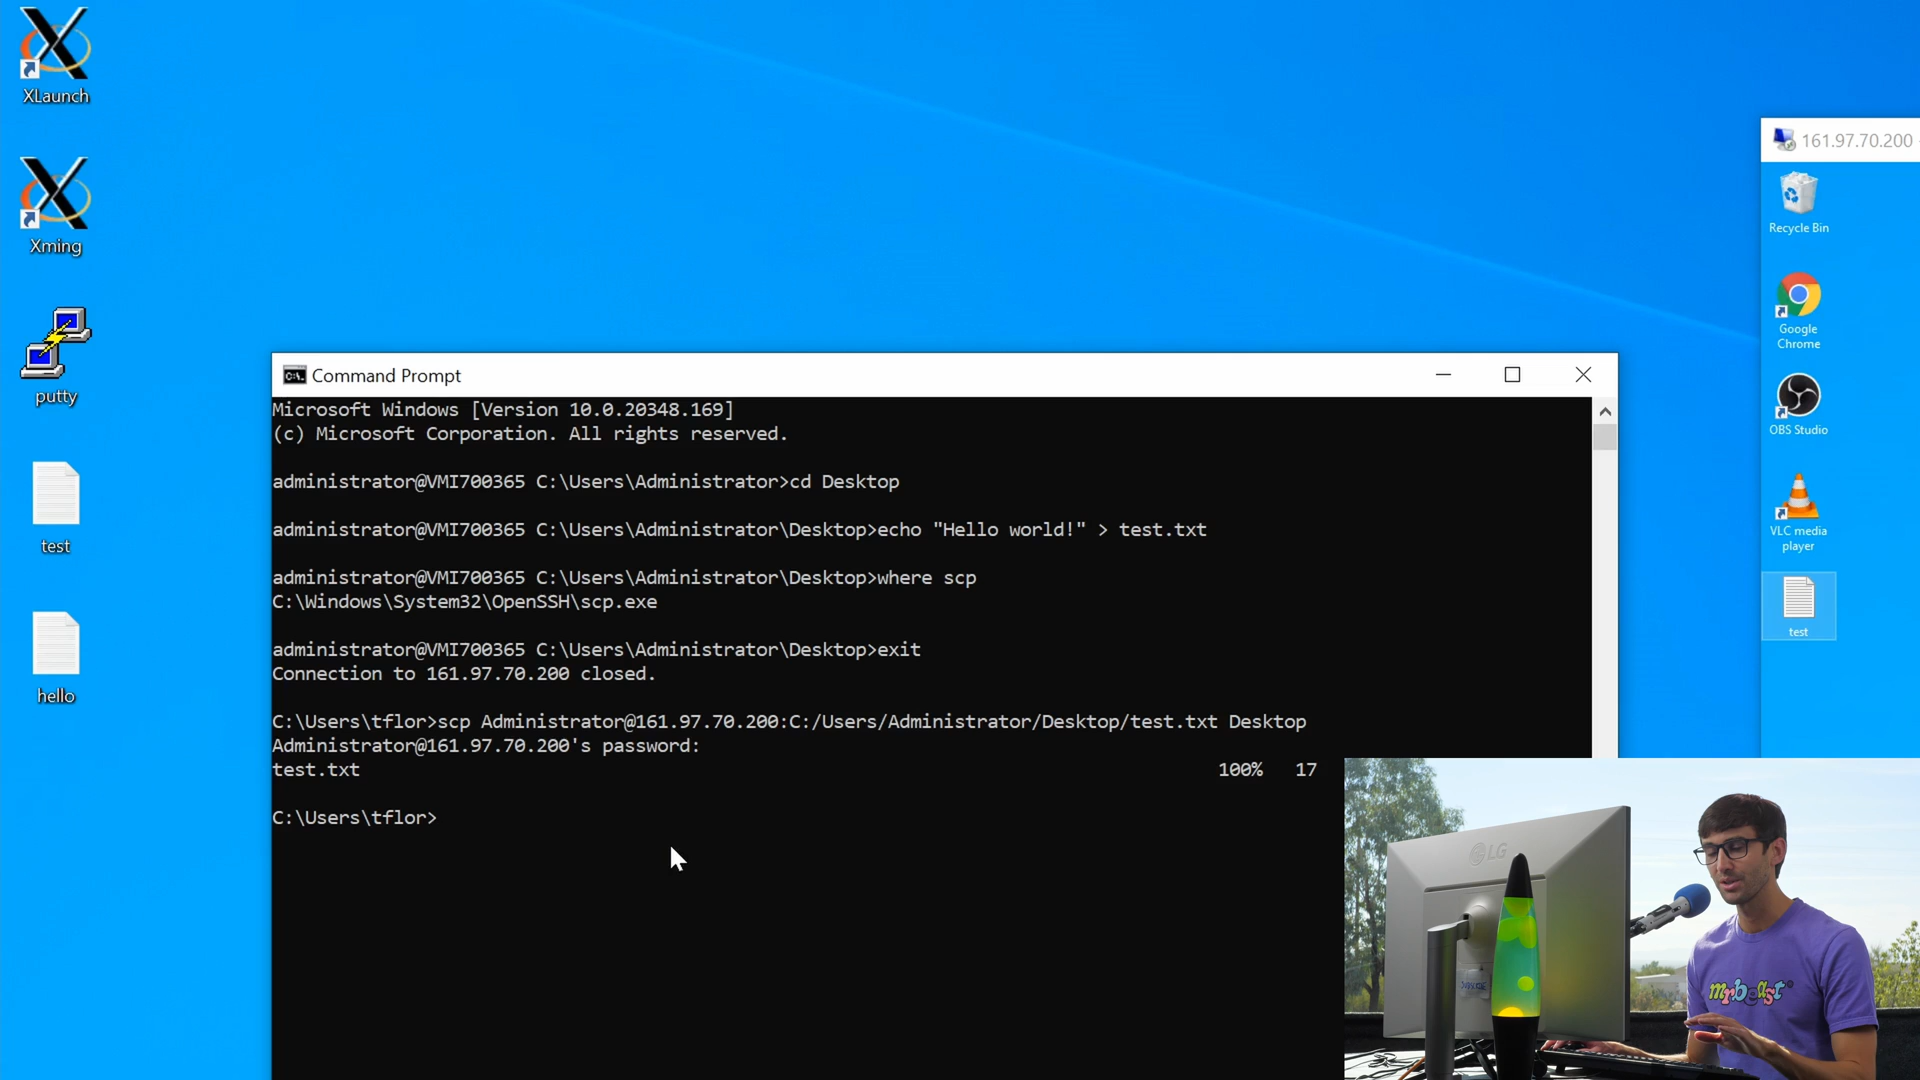 XLaunch
Xming
putty
test
hello
Command Prompt
Microsoft Windows [Version 10.0.20348.169]
(c) Microsoft Corporation. All rights reserved.
administrator@VMI700365 C:\Users\Administrator>cd Desktop
administrator@VMI700365 C:\Users\Administrator\Desktop>echo "Hello world!" > test.txt
administrator@VMI700365 C:\Users\Administrator\Desktop>where scp
C:\Windows\System32\OpenSSH\scp.exe
administrator@VMI700365 C:\Users\Administrator\Desktop>exit
Connection to 161.97.70.200 closed.
C:\Users\tflor>scp Administrator@161.97.70.200:C:/Users/Administrator/Desktop/test.txt Desktop
Administrator@161.97.70.200's password:
test.txt 100% 17
C:\Users\tflor>
161.97.70.200
Recycle Bin
Google
Chrome
OBS Studio
VLC media
player
test
LG
mrbeast